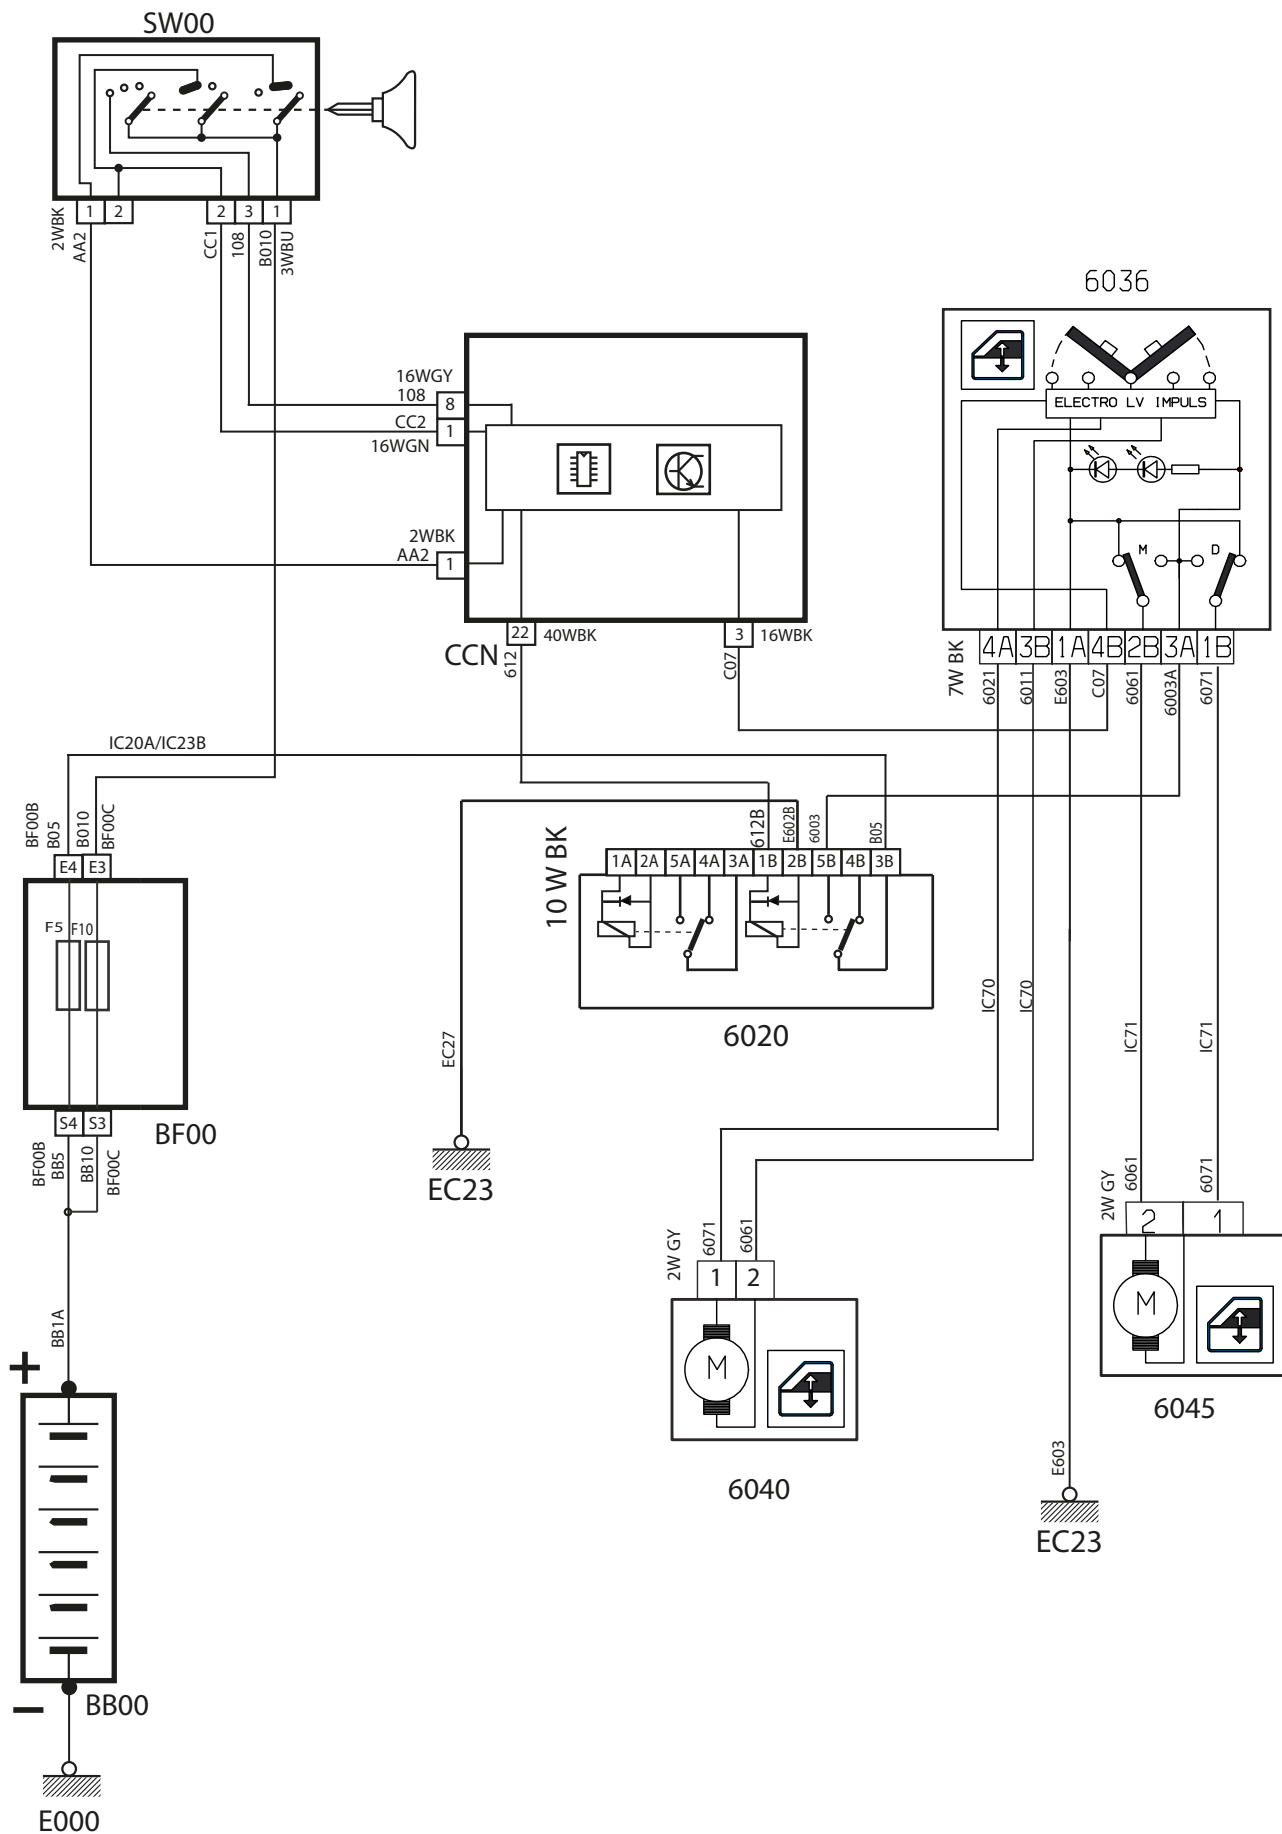 SW00
1
2
2
3
1
2WBK
AA2
CC1
108
B010
3WBU
6036
ELECTRO LV IMPULS
M
D
16WGY
108
8
CC2
1
16WGN
2WBK
AA2
1
22
40WBK
3
16WBK
CCN
612
C07
7W BK
4A
3B
1A
4B
2B
3A
1B
6021
6011
E603
C07
6061
6003A
6071
IC20A/IC23B
BF00B
B05
B010
BF00C
E4
E3
F5
F10
S4
S3
BF00
BF00B
BB5
BB10
BF00C
10 W BK
612B
E602B
6003
B05
1A
2A
5A
4A
3A
1B
2B
5B
4B
3B
6020
EC27
EC23
IC70
IC70
IC71
IC71
2W GY
6071
6061
1
2
M
6040
2W GY
6061
6071
2
1
M
6045
E603
EC23
BB1A
+
–
BB00
E000